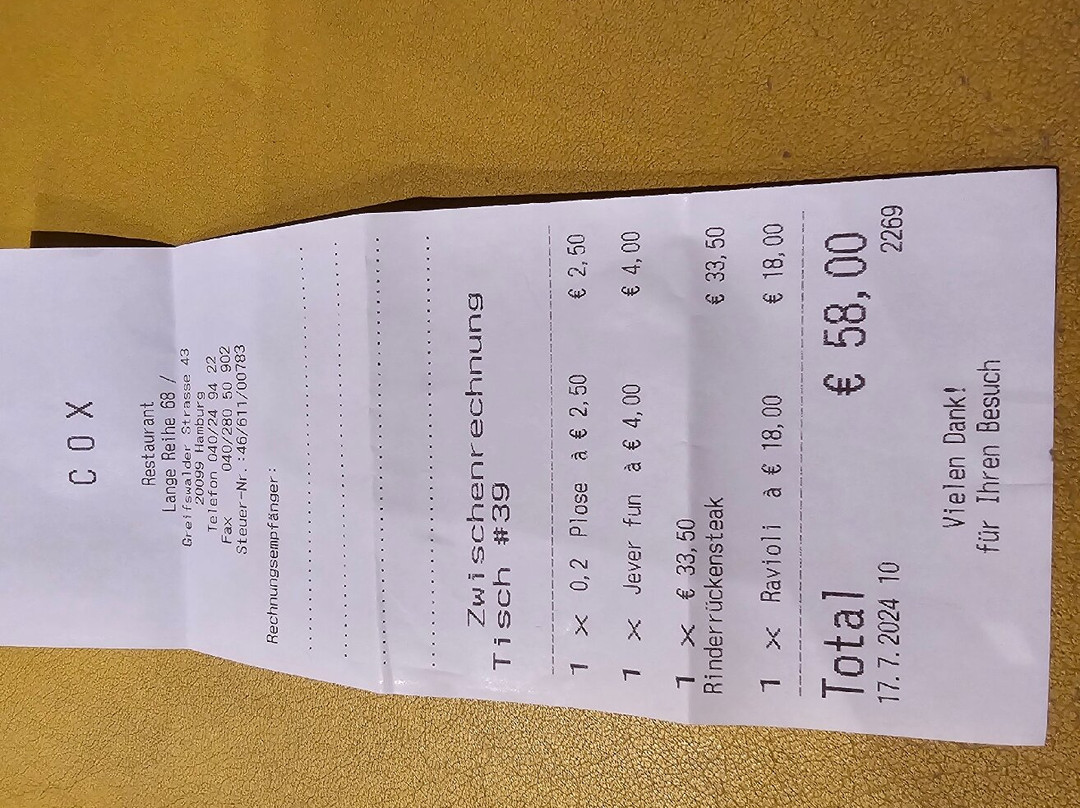 C O X
Restaurant
Lange Reihe 68 /
Greifswalder Strasse 43
20099 Hamburg
Telefon 040/24 94 22
Fax 040/280 50 902
Steuer-Nr.:46/611/00783
Rechnungsempfänger:
Zwischenrechnung
Tisch #39
1 x 0,2 Plose à € 2,50 € 2,50
1 x Jever fun à € 4,00 € 4,00
1 x € 33,50 € 33,50
Rinderrückensteak
1 x Ravioli à € 18,00 € 18,00
Total € 58,00
17.7.2024 10 2269
Vielen Dank!
für Ihren Besuch